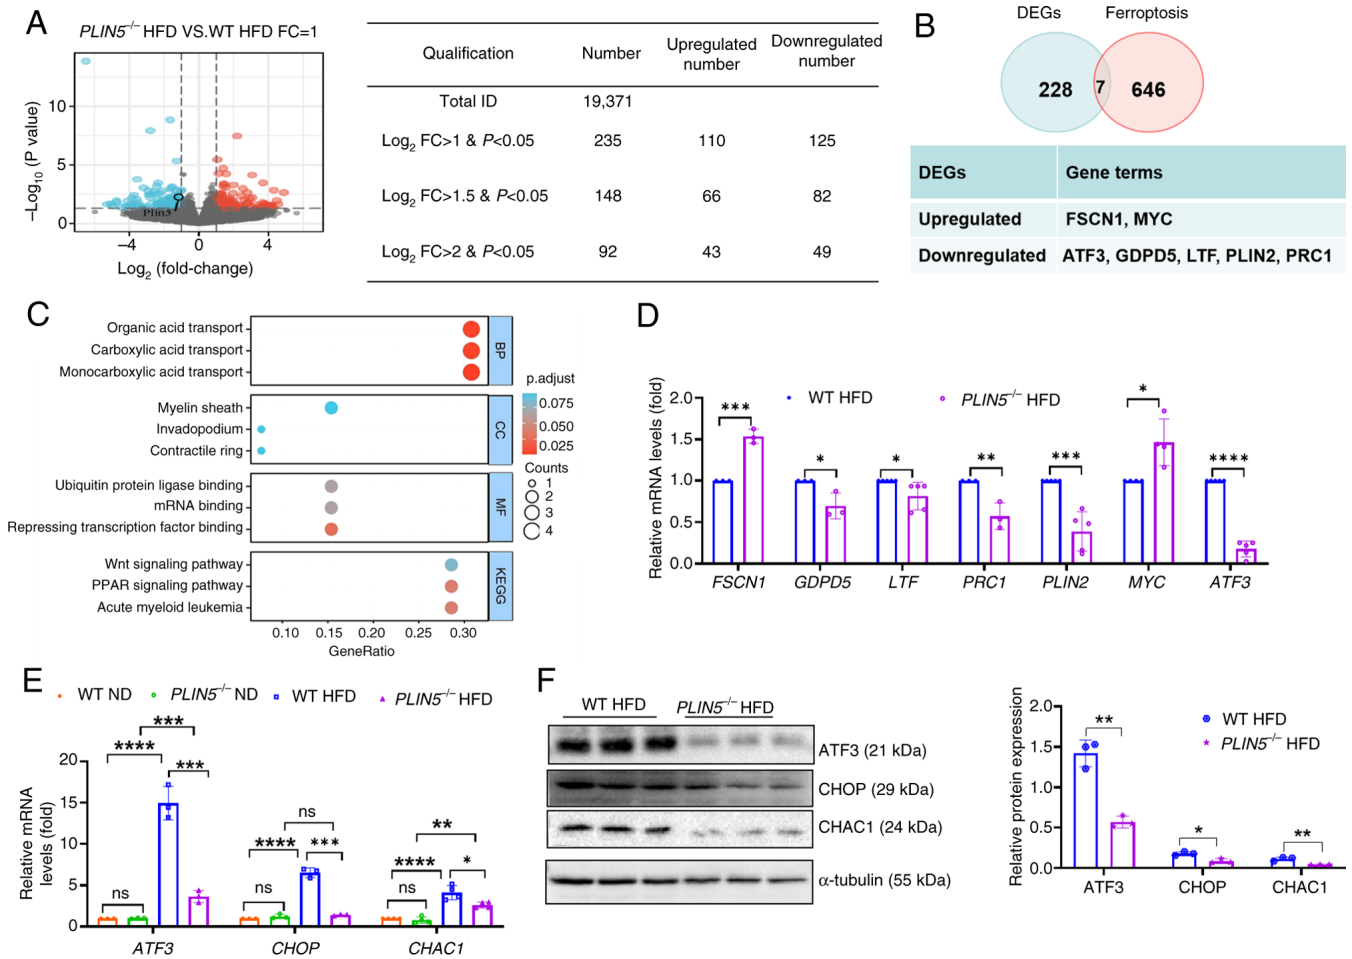 A
PLIN5–/– HFD VS.WT HFD FC=1
–Log10 (P value)
10
5
0
Plin5
–4
0
4
Log2 (fold-change)
Qualification
Number
Upregulated
number
Downregulated
number
Total ID
19,371
Log2 FC>1 & P<0.05
235
110
125
Log2 FC>1.5 & P<0.05
148
66
82
Log2 FC>2 & P<0.05
92
43
49
B
DEGs
Ferroptosis
228
7
646
DEGs
Gene terms
Upregulated
FSCN1, MYC
Downregulated
ATF3, GDPD5, LTF, PLIN2, PRC1
C
Organic acid transport
Carboxylic acid transport
Monocarboxylic acid transport
BP
Myelin sheath
Invadopodium
Contractile ring
CC
Ubiquitin protein ligase binding
mRNA binding
Repressing transcription factor binding
MF
Wnt signaling pathway
PPAR signaling pathway
Acute myeloid leukemia
KEGG
0.10
0.15
0.20
0.25
0.30
GeneRatio
p.adjust
0.075
0.050
0.025
Counts
1
2
3
4
D
WT HFD
PLIN5–/– HFD
Relative mRNA levels (fold)
2.0
1.5
1.0
0.5
0.0
***
*
*
**
***
*
****
FSCN1
GDPD5
LTF
PRC1
PLIN2
MYC
ATF3
E
WT ND
PLIN5–/– ND
WT HFD
PLIN5–/– HFD
Relative mRNA
levels (fold)
20
15
10
5
0
***
****
***
ns
ns
****
***
ns
**
****
*
ns
ATF3
CHOP
CHAC1
F
WT HFD
PLIN5–/– HFD
ATF3 (21 kDa)
CHOP (29 kDa)
CHAC1 (24 kDa)
α-tubulin (55 kDa)
Relative protein expression
2.0
1.5
1.0
0.5
0.0
WT HFD
PLIN5–/– HFD
**
*
**
ATF3
CHOP
CHAC1